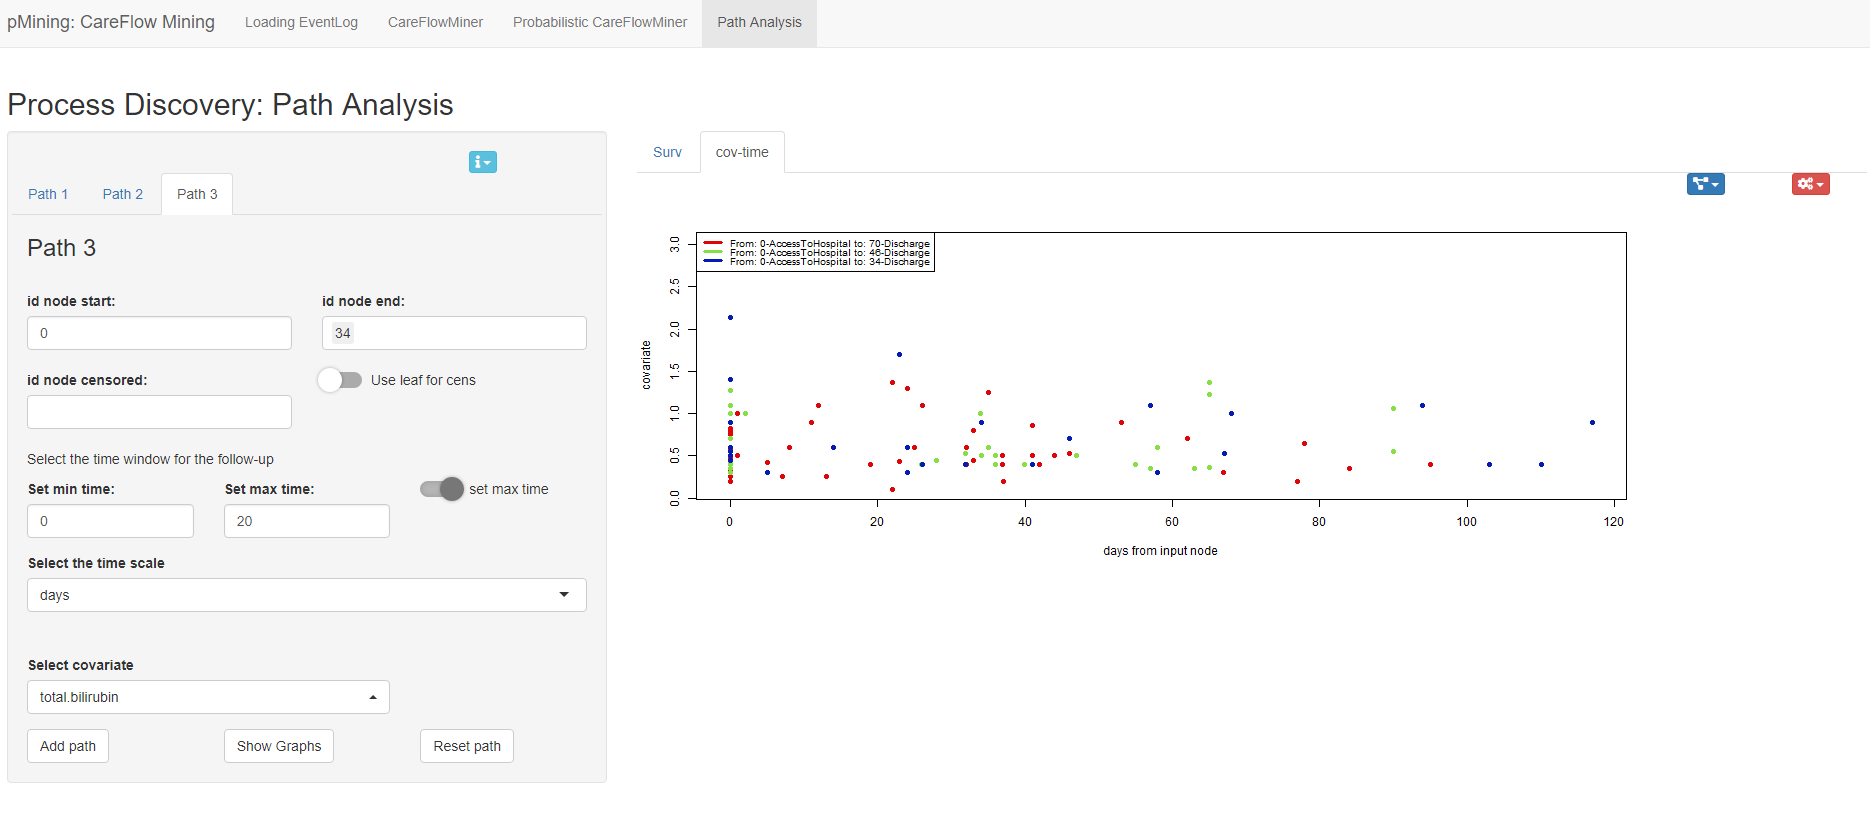 pMining: CareFlow Mining Loading EventLog CareFlowMiner Probabilistic CareFlowMiner Path Analysis
Process Discovery: Path Analysis
Path 1 Path 2 Path 3
Path 3
id node start: id node end:
0 34
id node censored: Use leaf for cens
Select the time window for the follow-up
Set min time: Set max time: set max time
0 20
Select the time scale
days
Select covariate
total.bilirubin
Add path Show Graphs Reset path
Surv cov-time
From: 0-AccessToHospital to: 70-Discharge
From: 0-AccessToHospital to: 46-Discharge
From: 0-AccessToHospital to: 34-Discharge
3.0
2.5
2.0
1.5
1.0
0.5
0.0
covariate
0 20 40 60 80 100 120
days from input node